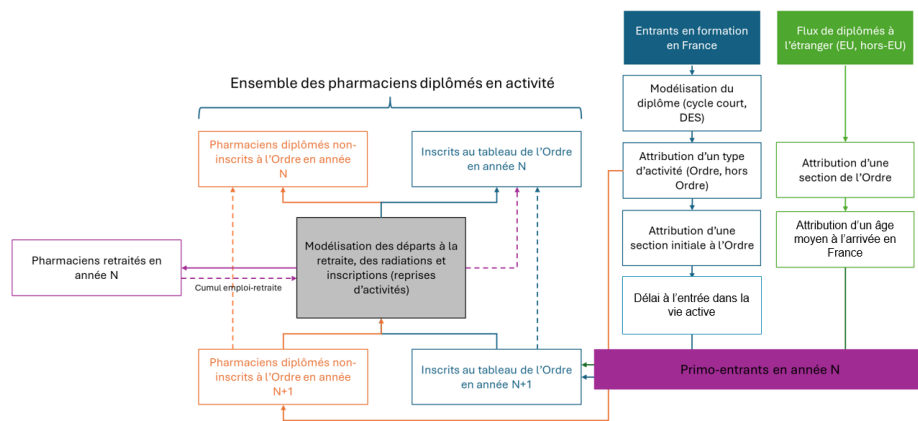 Entrants en formation
en France
Flux de diplômés à
l'étranger (EU, hors-EU)
Ensemble des pharmaciens diplômés en activité
Modélisation du
diplôme (cycle court,
DES)
Pharmaciens diplômés non-
inscrits à l'Ordre en année
N
Inscrits au tableau de l'Ordre
en année N
Attribution d'un type
d'activité (Ordre, hors
Ordre)
Attribution d'une
section de l'Ordre
Attribution d'une
section initiale à l'Ordre
Attribution d'un âge
moyen à l'arrivée en
France
Modélisation des départs à la
retraite, des radiations et
inscriptions (reprises
d'activités)
Pharmaciens retraités en
année N
Cumul emploi-retraite
Délai à l'entrée dans la
vie active
Pharmaciens diplômés non-
inscrits à l'Ordre en année
N+1
Inscrits au tableau de l'Ordre
en année N+1
Primo-entrants en année N